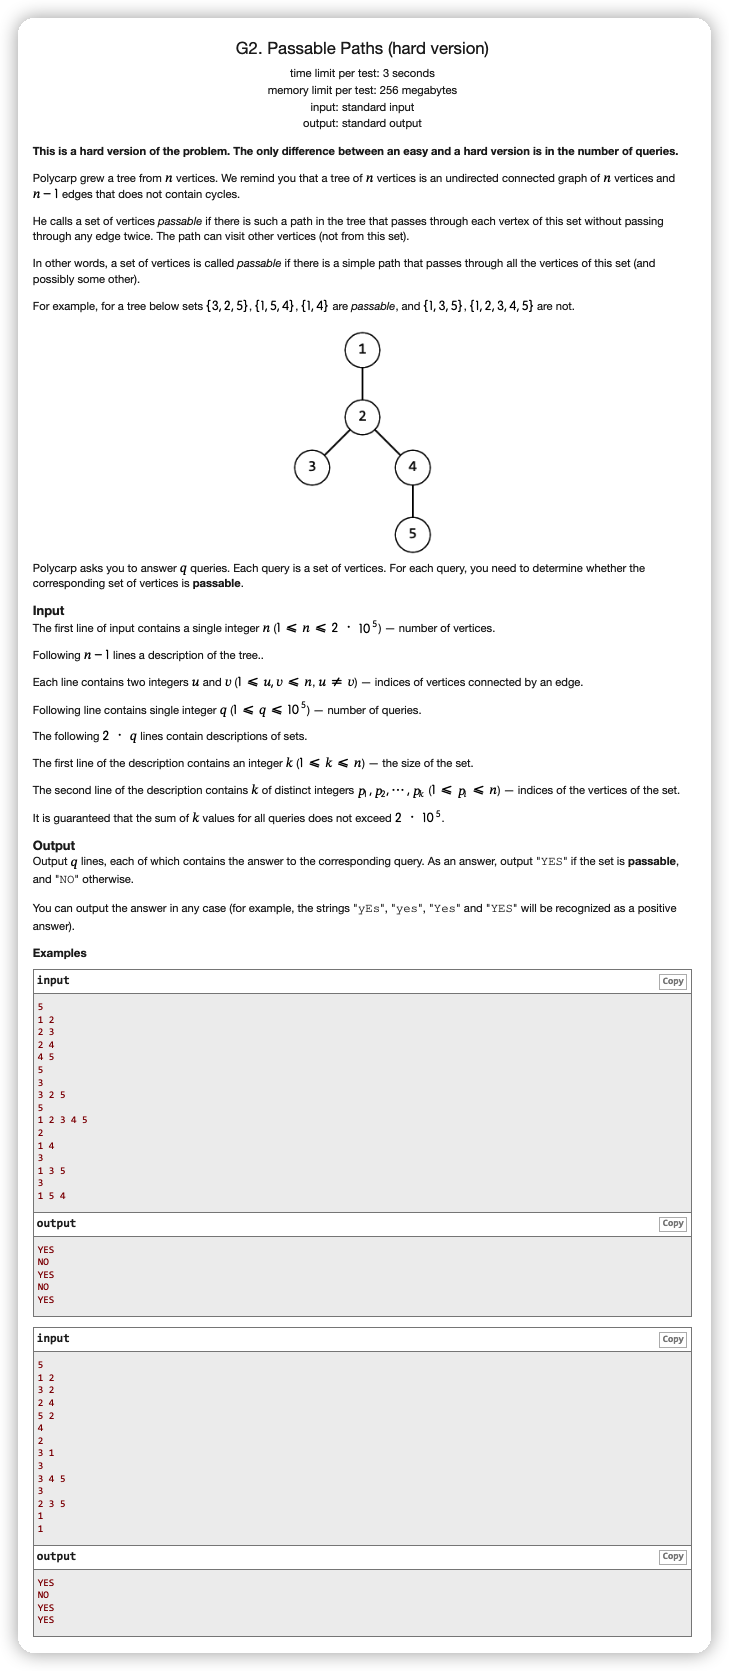 G2. Passable Paths (hard version)
time limit per test: 3 seconds
memory limit per test: 256 megabytes
input: standard input
output: standard output
This is a hard version of the problem. The only difference between an easy and a hard version is in the number of queries.
Polycarp grew a tree from n vertices. We remind you that a tree of n vertices is an undirected connected graph of n vertices and
n − 1 edges that does not contain cycles.
He calls a set of vertices passable if there is such a path in the tree that passes through each vertex of this set without passing
through any edge twice. The path can visit other vertices (not from this set).
In other words, a set of vertices is called passable if there is a simple path that passes through all the vertices of this set (and
possibly some other).
For example, for a tree below sets {3, 2, 5}, {1, 5, 4}, {1, 4} are passable, and {1, 3, 5}, {1, 2, 3, 4, 5} are not.
1
2
3 4
5
Polycarp asks you to answer q queries. Each query is a set of vertices. For each query, you need to determine whether the
corresponding set of vertices is passable.
Input
The first line of input contains a single integer n (1 ⩽ n ⩽ 2 · 10^5) — number of vertices.
Following n − 1 lines a description of the tree..
Each line contains two integers u and v (1 ⩽ u, v ⩽ n, u ≠ v) — indices of vertices connected by an edge.
Following line contains single integer q (1 ⩽ q ⩽ 10^5) — number of queries.
The following 2 · q lines contain descriptions of sets.
The first line of the description contains an integer k (1 ⩽ k ⩽ n) — the size of the set.
The second line of the description contains k of distinct integers p₁, p₂, ⋯, pₖ (1 ⩽ pᵢ ⩽ n) — indices of the vertices of the set.
It is guaranteed that the sum of k values for all queries does not exceed 2 · 10^5.
Output
Output q lines, each of which contains the answer to the corresponding query. As an answer, output "YES" if the set is passable,
and "NO" otherwise.
You can output the answer in any case (for example, the strings "yEs", "yes", "Yes" and "YES" will be recognized as a positive
answer).
Examples
input Copy
5
1 2
2 3
2 4
4 5
5
3
3 2 5
5
1 2 3 4 5
2
1 4
3
1 3 5
3
1 5 4
output Copy
YES
NO
YES
NO
YES
input Copy
5
1 2
3 2
2 4
5 2
4
2
3 1
3
3 4 5
3
2 3 5
1
1
output Copy
YES
NO
YES
YES